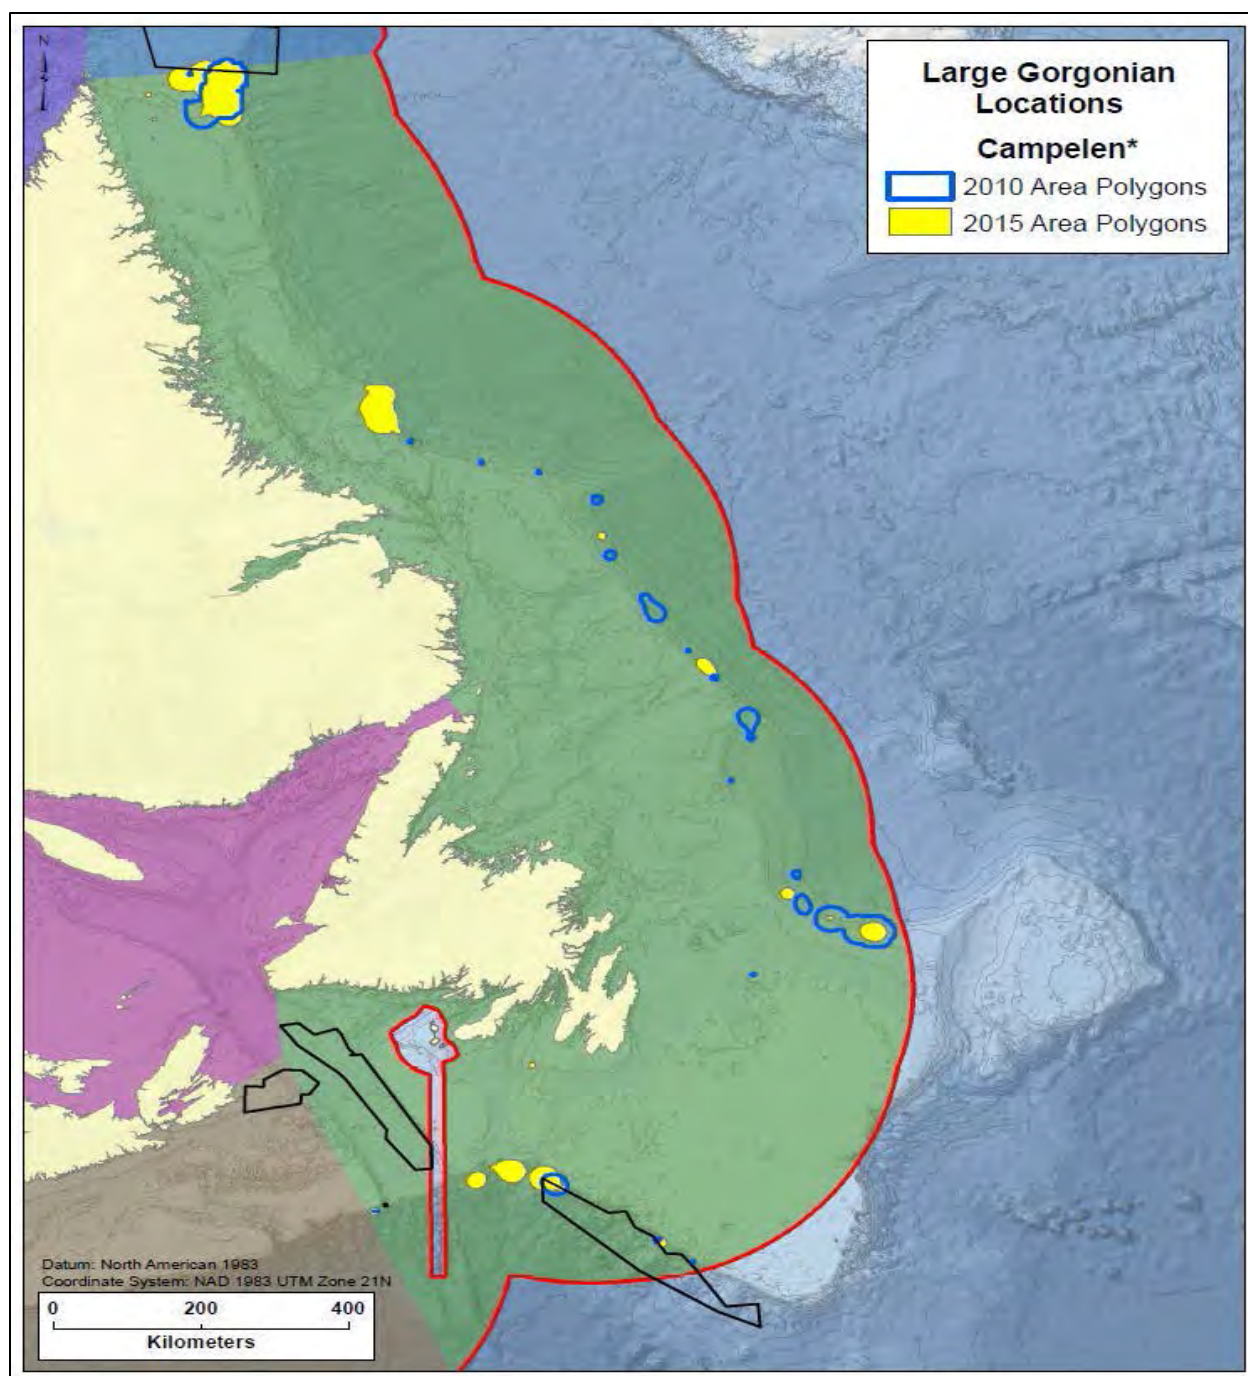 N
Large Gorgonian
Locations
Campelen*
2010 Area Polygons
2015 Area Polygons
Datum: North American 1983
Coordinate System: NAD 1983 UTM Zone 21N
0 200 400
Kilometers